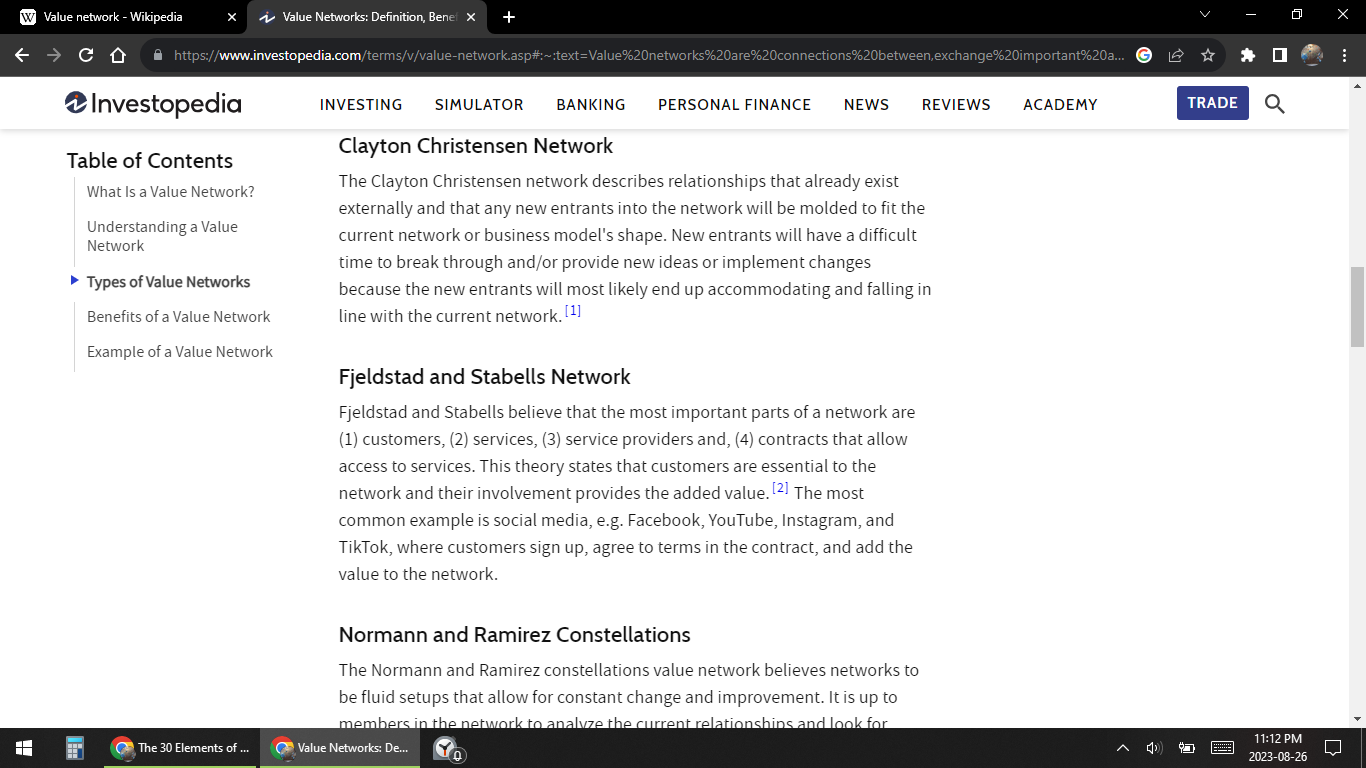 Value network - Wikipedia
Value Networks: Definition, Bene
https://www.investopedia.com/terms/v/value-network.asp#:~:text=Value%20networks%20are%20connections%20between,exchange%20important%20a...
Investopedia
INVESTING
SIMULATOR
BANKING
PERSONAL FINANCE
NEWS
REVIEWS
ACADEMY
TRADE
Table of Contents
What Is a Value Network?
Understanding a Value
Network
Types of Value Networks
Benefits of a Value Network
Example of a Value Network
Clayton Christensen Network
The Clayton Christensen network describes relationships that already exist
externally and that any new entrants into the network will be molded to fit the
current network or business model's shape. New entrants will have a difficult
time to break through and/or provide new ideas or implement changes
because the new entrants will most likely end up accommodating and falling in
line with the current network. [1]
Fjeldstad and Stabells Network
Fjeldstad and Stabells believe that the most important parts of a network are
(1) customers, (2) services, (3) service providers and, (4) contracts that allow
access to services. This theory states that customers are essential to the
network and their involvement provides the added value. [2] The most
common example is social media, e.g. Facebook, YouTube, Instagram, and
TikTok, where customers sign up, agree to terms in the contract, and add the
value to the network.
Normann and Ramirez Constellations
The Normann and Ramirez constellations value network believes networks to
be fluid setups that allow for constant change and improvement. It is up to
members in the network to analyze the current relationships and look for
The 30 Elements of ...
Value Networks: De...
11:12 PM
2023-08-26